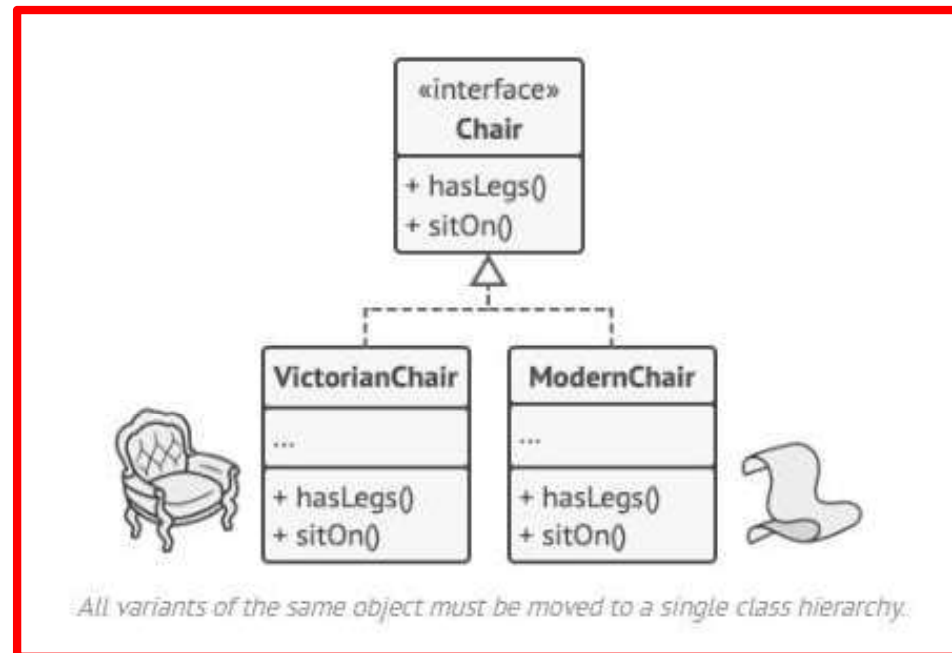 «interface»
Chair
+ hasLegs()
+ sitOn()
VictorianChair
...
+ hasLegs()
+ sitOn()
ModernChair
...
+ hasLegs()
+ sitOn()
All variants of the same object must be moved to a single class hierarchy.